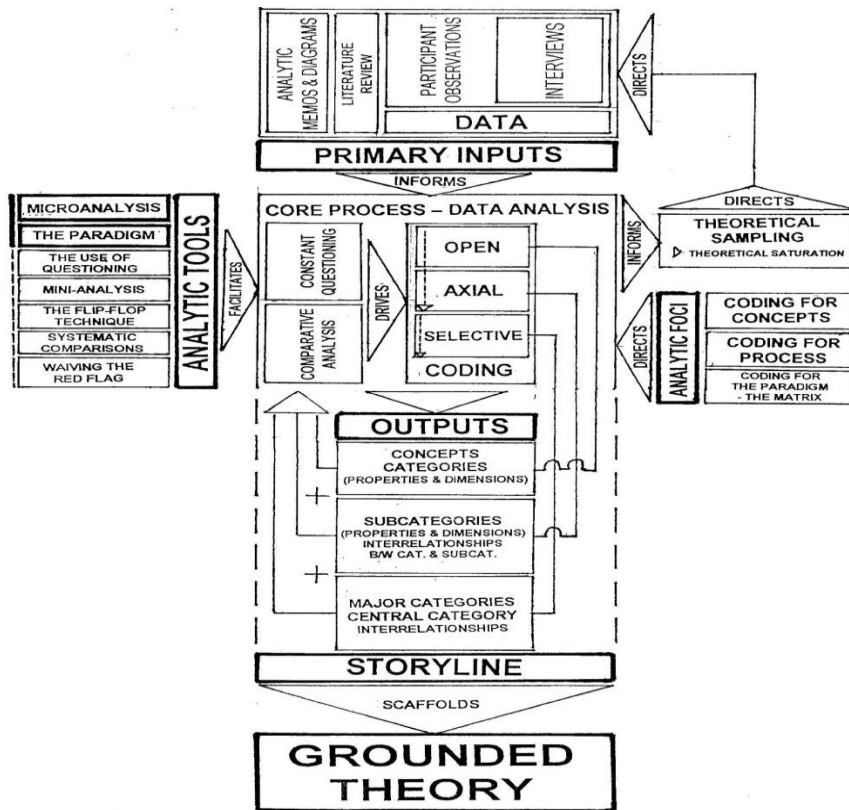 ANALYTIC
MEMOS & DIAGRAMS
LITERATURE
REVIEW
PARTICIPANT
OBSERVATIONS
INTERVIEWS
DATA
PRIMARY INPUTS
INFORMS
DIRECTS
DIRECTS
THEORETICAL
SAMPLING
THEORETICAL SATURATION
MICROANALYSIS
THE PARADIGM
THE USE OF
QUESTIONING
MINI-ANALYSIS
THE FLIP-FLOP
TECHNIQUE
SYSTEMATIC
COMPARISONS
WAIVING THE
RED FLAG
ANALYTIC TOOLS
FACILITATES
CORE PROCESS – DATA ANALYSIS
CONSTANT
QUESTIONING
COMPARATIVE
ANALYSIS
DRIVES
OPEN
AXIAL
SELECTIVE
CODING
INFORMS
DIRECTS
ANALYTIC FOCI
CODING FOR
CONCEPTS
CODING FOR
PROCESS
CODING FOR
THE PARADIGM
- THE MATRIX
OUTPUTS
CONCEPTS
CATEGORIES
(PROPERTIES & DIMENSIONS)
+
SUBCATEGORIES
(PROPERTIES & DIMENSIONS)
INTERRELATIONSHIPS
B/W CAT. & SUBCAT.
+
MAJOR CATEGORIES
CENTRAL CATEGORY
INTERRELATIONSHIPS
STORYLINE
SCAFFOLDS
GROUNDED
THEORY